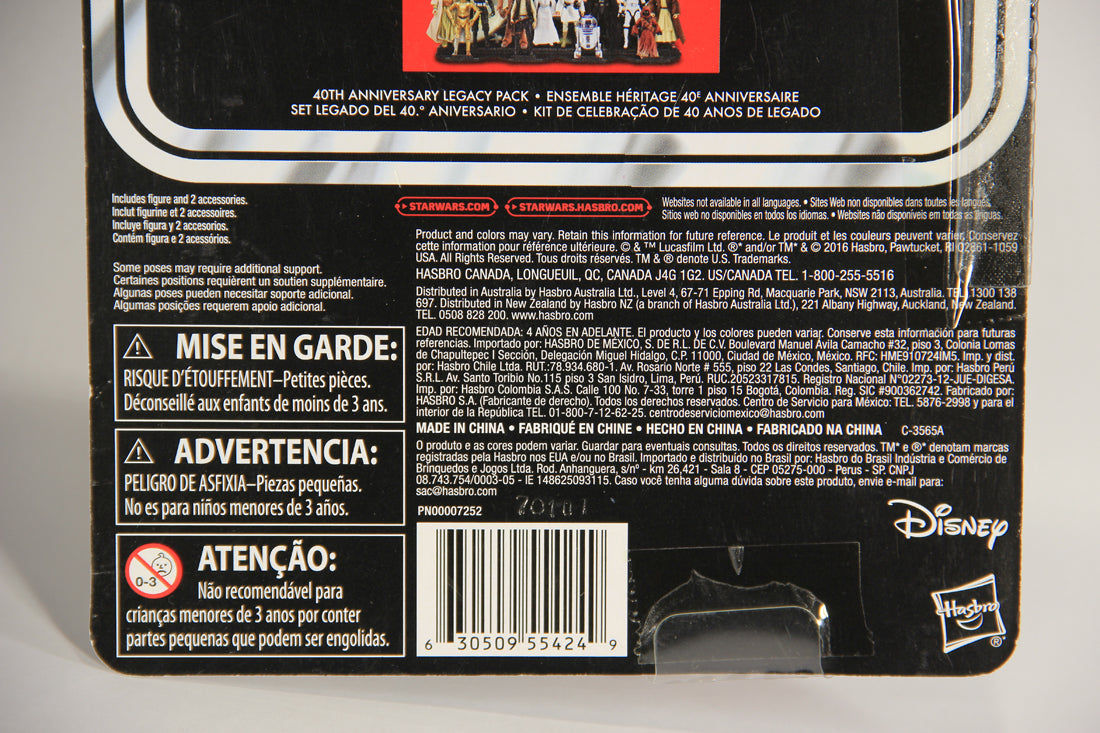 40TH ANNIVERSARY LEGACY PACK • ENSEMBLE HÉRITAGE 40E ANNIVERSAIRE
SET LEGADO DEL 40.° ANIVERSARIO • KIT DE CELEBRAÇÃO DE 40 ANOS DE LEGADO
Includes figure and 2 accessories.
Inclut figurine et 2 accessoires.
Incluye figura y 2 accesorios.
Contém figura e 2 acessórios.
Some poses may require additional support.
Certaines positions requièrent un soutien supplémentaire.
Algunas poses pueden necesitar soporte adicional.
Algumas posições requerem apoio adicional.
MISE EN GARDE:
RISQUE D'ÉTOUFFEMENT–Petites pièces.
Déconseillé aux enfants de moins de 3 ans.
ADVERTENCIA:
PELIGRO DE ASFIXIA–Piezas pequeñas.
No es para niños menores de 3 años.
0-3
ATENÇÃO:
Não recomendável para
crianças menores de 3 anos por conter
partes pequenas que podem ser engolidas.
STARWARS.COM STARWARS.HASBRO.COM
Websites not available in all languages. • Sites Web non disponibles dans toutes les langues.
Sitios web no disponibles en todos los idiomas. • Websites não disponíveis em todas as línguas.
Product and colors may vary. Retain this information for future reference. Le produit et les couleurs peuvent varier. Conservez
cette information pour référence ultérieure. © & ™ Lucasfilm Ltd. ®* and/or TM* & © 2016 Hasbro, Pawtucket, RI 02861-1059
USA. All Rights Reserved. Tous droits réservés. TM & ® denote U.S. Trademarks.
HASBRO CANADA, LONGUEUIL, QC, CANADA J4G 1G2. US/CANADA TEL. 1-800-255-5516
Distributed in Australia by Hasbro Australia Ltd., Level 4, 67-71 Epping Rd, Macquarie Park, NSW 2113, Australia. TEL 1300 138
697. Distributed in New Zealand by Hasbro NZ (a branch of Hasbro Australia Ltd.), 221 Albany Highway, Auckland, New Zealand.
TEL. 0508 828 200. www.hasbro.com
EDAD RECOMENDADA: 4 AÑOS EN ADELANTE. El producto y los colores pueden variar. Conserve esta información para futuras
referencias. Importado por: HASBRO DE MÉXICO, S. DE R.L. DE C.V. Boulevard Manuel Ávila Camacho #32, piso 3, Colonia Lomas
de Chapultepec I Sección, Delegación Miguel Hidalgo, C.P. 11000, Ciudad de México, México. RFC: HME910724IM5. Imp. y dist.
por: Hasbro Chile Ltda. RUT.:78.934.680-1. Av. Rosario Norte # 555, piso 22 Las Condes, Santiago, Chile. Imp. por: Hasbro Perú
S.R.L. Av. Santo Toribio No.115 piso 3 San Isidro, Lima, Perú. RUC.20523317815. Registro Nacional N°02273-12-JUE-DIGESA.
Imp. por: Hasbro Colombia S.A.S. Calle 100 No. 7-33, torre 1 piso 15 Bogotá, Colombia. Reg. SIC #900362742. Fabricado por:
HASBRO S.A. (Fabricante de derecho). Todos los derechos reservados. Centro de Servicio para México: TEL. 5876-2998 y para el
interior de la República TEL. 01-800-7-12-62-25. centrodeserviciomexico@hasbro.com
MADE IN CHINA • FABRIQUÉ EN CHINE • HECHO EN CHINA • FABRICADO NA CHINA C-3565A
O produto e as cores podem variar. Guardar para eventuais consultas. Todos os direitos reservados. TM* e ®* denotam marcas
registradas pela Hasbro nos EUA e/ou no Brasil. Importado e distribuído no Brasil por: Hasbro do Brasil Indústria e Comércio de
Brinquedos e Jogos Ltda. Rod. Anhanguera, s/nº - km 26,421 - Sala 8 - CEP 05275-000 - Perus - SP. CNPJ
08.743.754/0003-05 - IE 148625093115. Caso você tenha alguma dúvida sobre este produto, envie e-mail para:
sac@hasbro.com
PN00007252
6 30509 55424 9
Disney
Hasbro
®